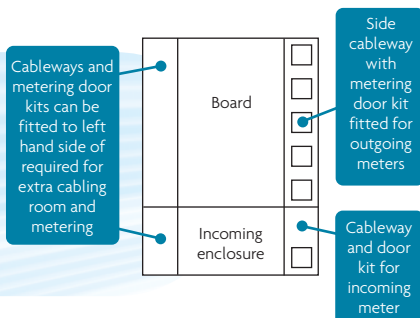 Cableways and
metering door
kits can be
fitted to left
hand side of
required for
extra cabling
room and
metering
Board
Incoming
enclosure
Side
cableway
with
metering
door kit
fitted for
outgoing
meters
Cableway
and door
kit for
incoming
meter